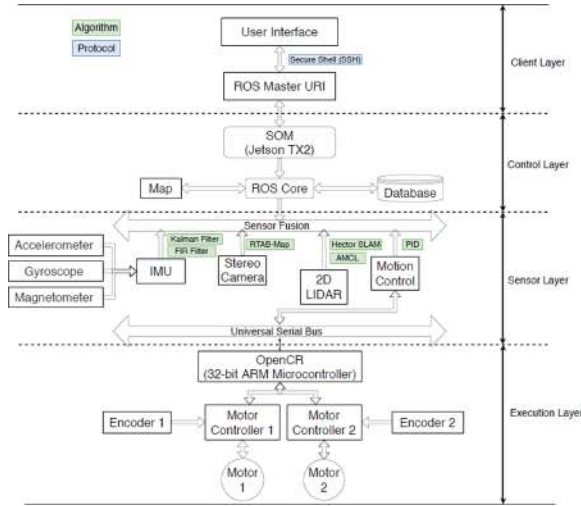 Algorithm
Protocol
User Interface
Secure Shell (SSH)
ROS Master URI
Client Layer
SOM
(Jetson TX2)
Map
ROS Core
Database
Control Layer
Sensor Fusion
Accelerometer
Gyroscope
Magnetometer
Kalman Filter
FIR Filter
IMU
RTAB-Map
Stereo
Camera
Hector SLAM
AMCL
2D
LIDAR
PID
Motion
Control
Sensor Layer
Universal Serial Bus
OpenCR
(32-bit ARM Microcontroller)
Encoder 1
Motor
Controller 1
Motor
Controller 2
Encoder 2
Execution Layer
Motor
1
Motor
2